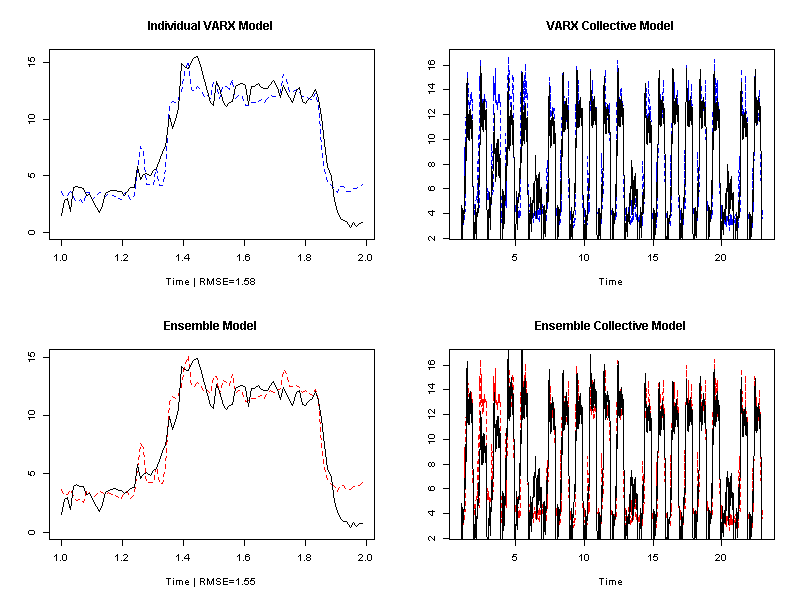 Individual VARX Model
15
10
5
0
1.0 1.2 1.4 1.6 1.8 2.0
Time | RMSE=1.58
VARX Collective Model
16
14
12
10
8
6
4
2
5 10 15 20
Time
Ensemble Model
15
10
5
0
1.0 1.2 1.4 1.6 1.8 2.0
Time | RMSE=1.55
Ensemble Collective Model
16
14
12
10
8
6
4
2
5 10 15 20
Time